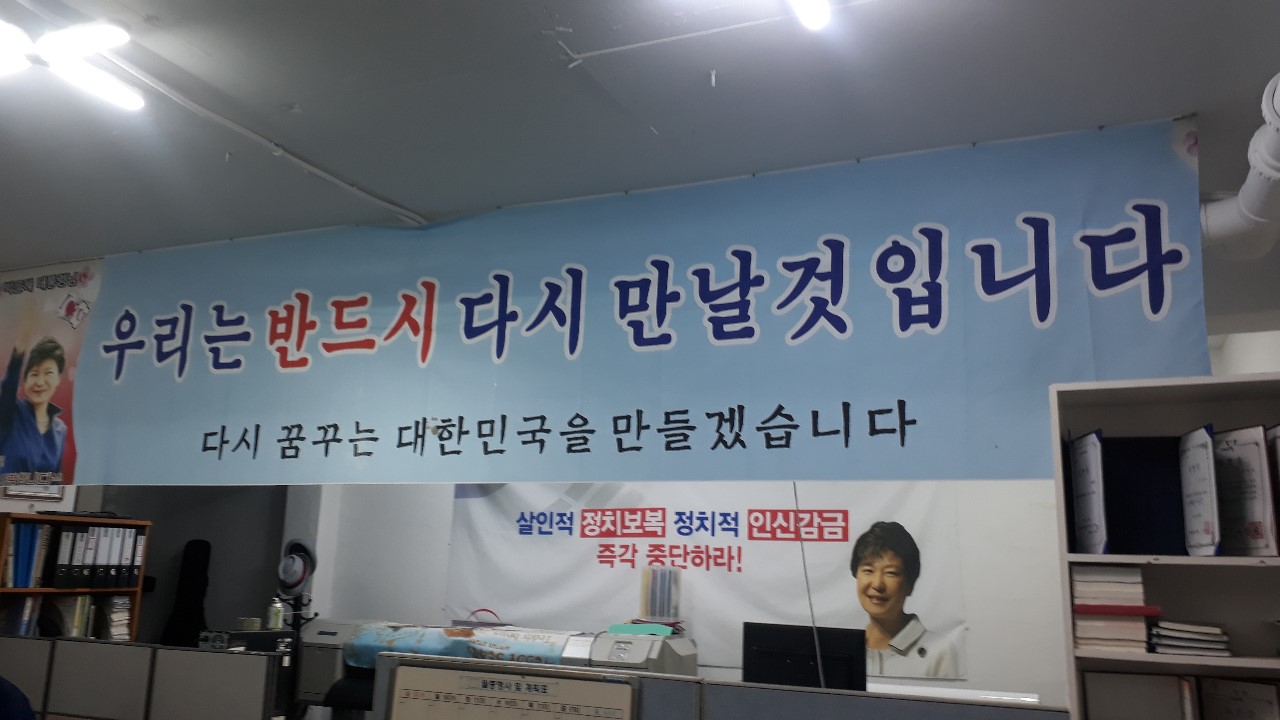 우리는 반드시 다시 만날것 입니다
다시 꿈꾸는 대한민국을 만들겠습니다
살인적 정치보복 정치적 인신감금
즉각 중단하라!